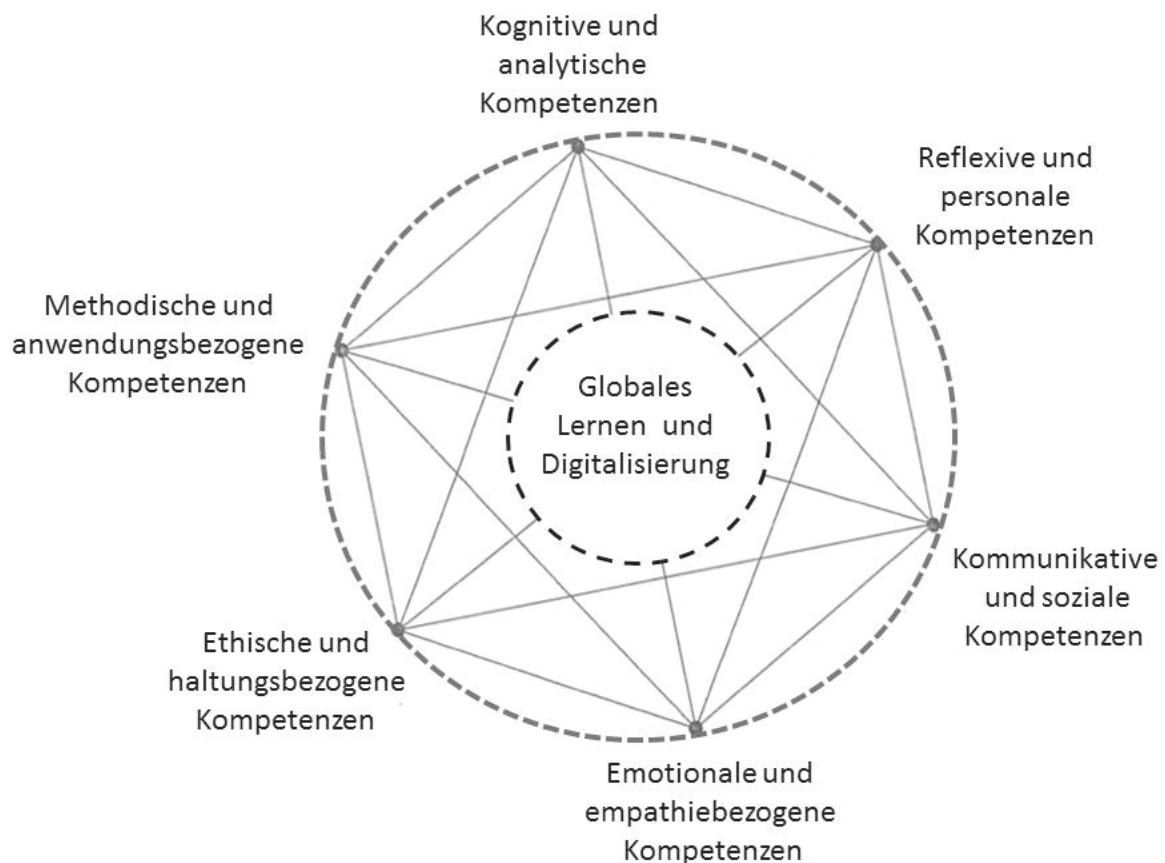 Kognitive und
analytische
Kompetenzen
Reflexive und
personale
Kompetenzen
Methodische und
anwendungsbezogene
Kompetenzen
Globales
Lernen und
Digitalisierung
Kommunikative
und soziale
Kompetenzen
Ethische und
haltungsbezogene
Kompetenzen
Emotionale und
empathiebezogene
Kompetenzen